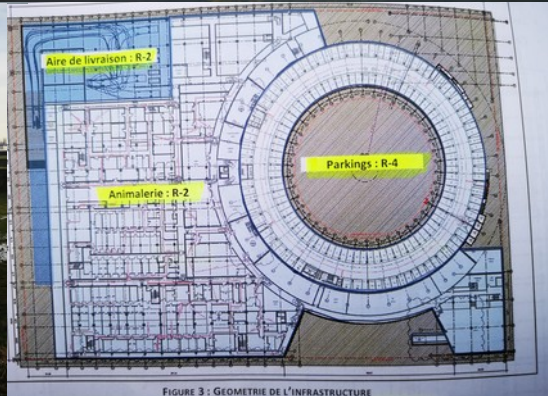 Aire de livraison : R-2
Parkings : R-4
Animalerie : R-2
FIGURE 3 : GEOMETRIE DE L'INFRASTRUCTURE